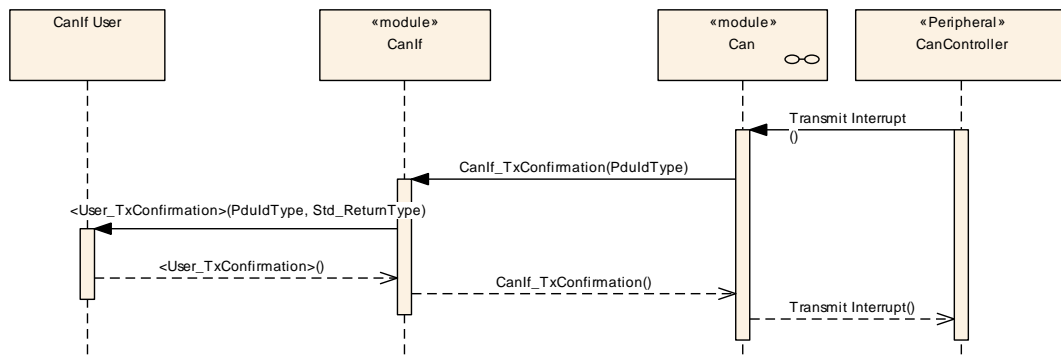 CanIf User
«module»
CanIf
«module»
Can
«Peripheral»
CanController
Transmit Interrupt
()
CanIf_TxConfirmation(PduIdType)
<User_TxConfirmation>(PduIdType, Std_ReturnType)
<User_TxConfirmation>()
CanIf_TxConfirmation()
Transmit Interrupt()